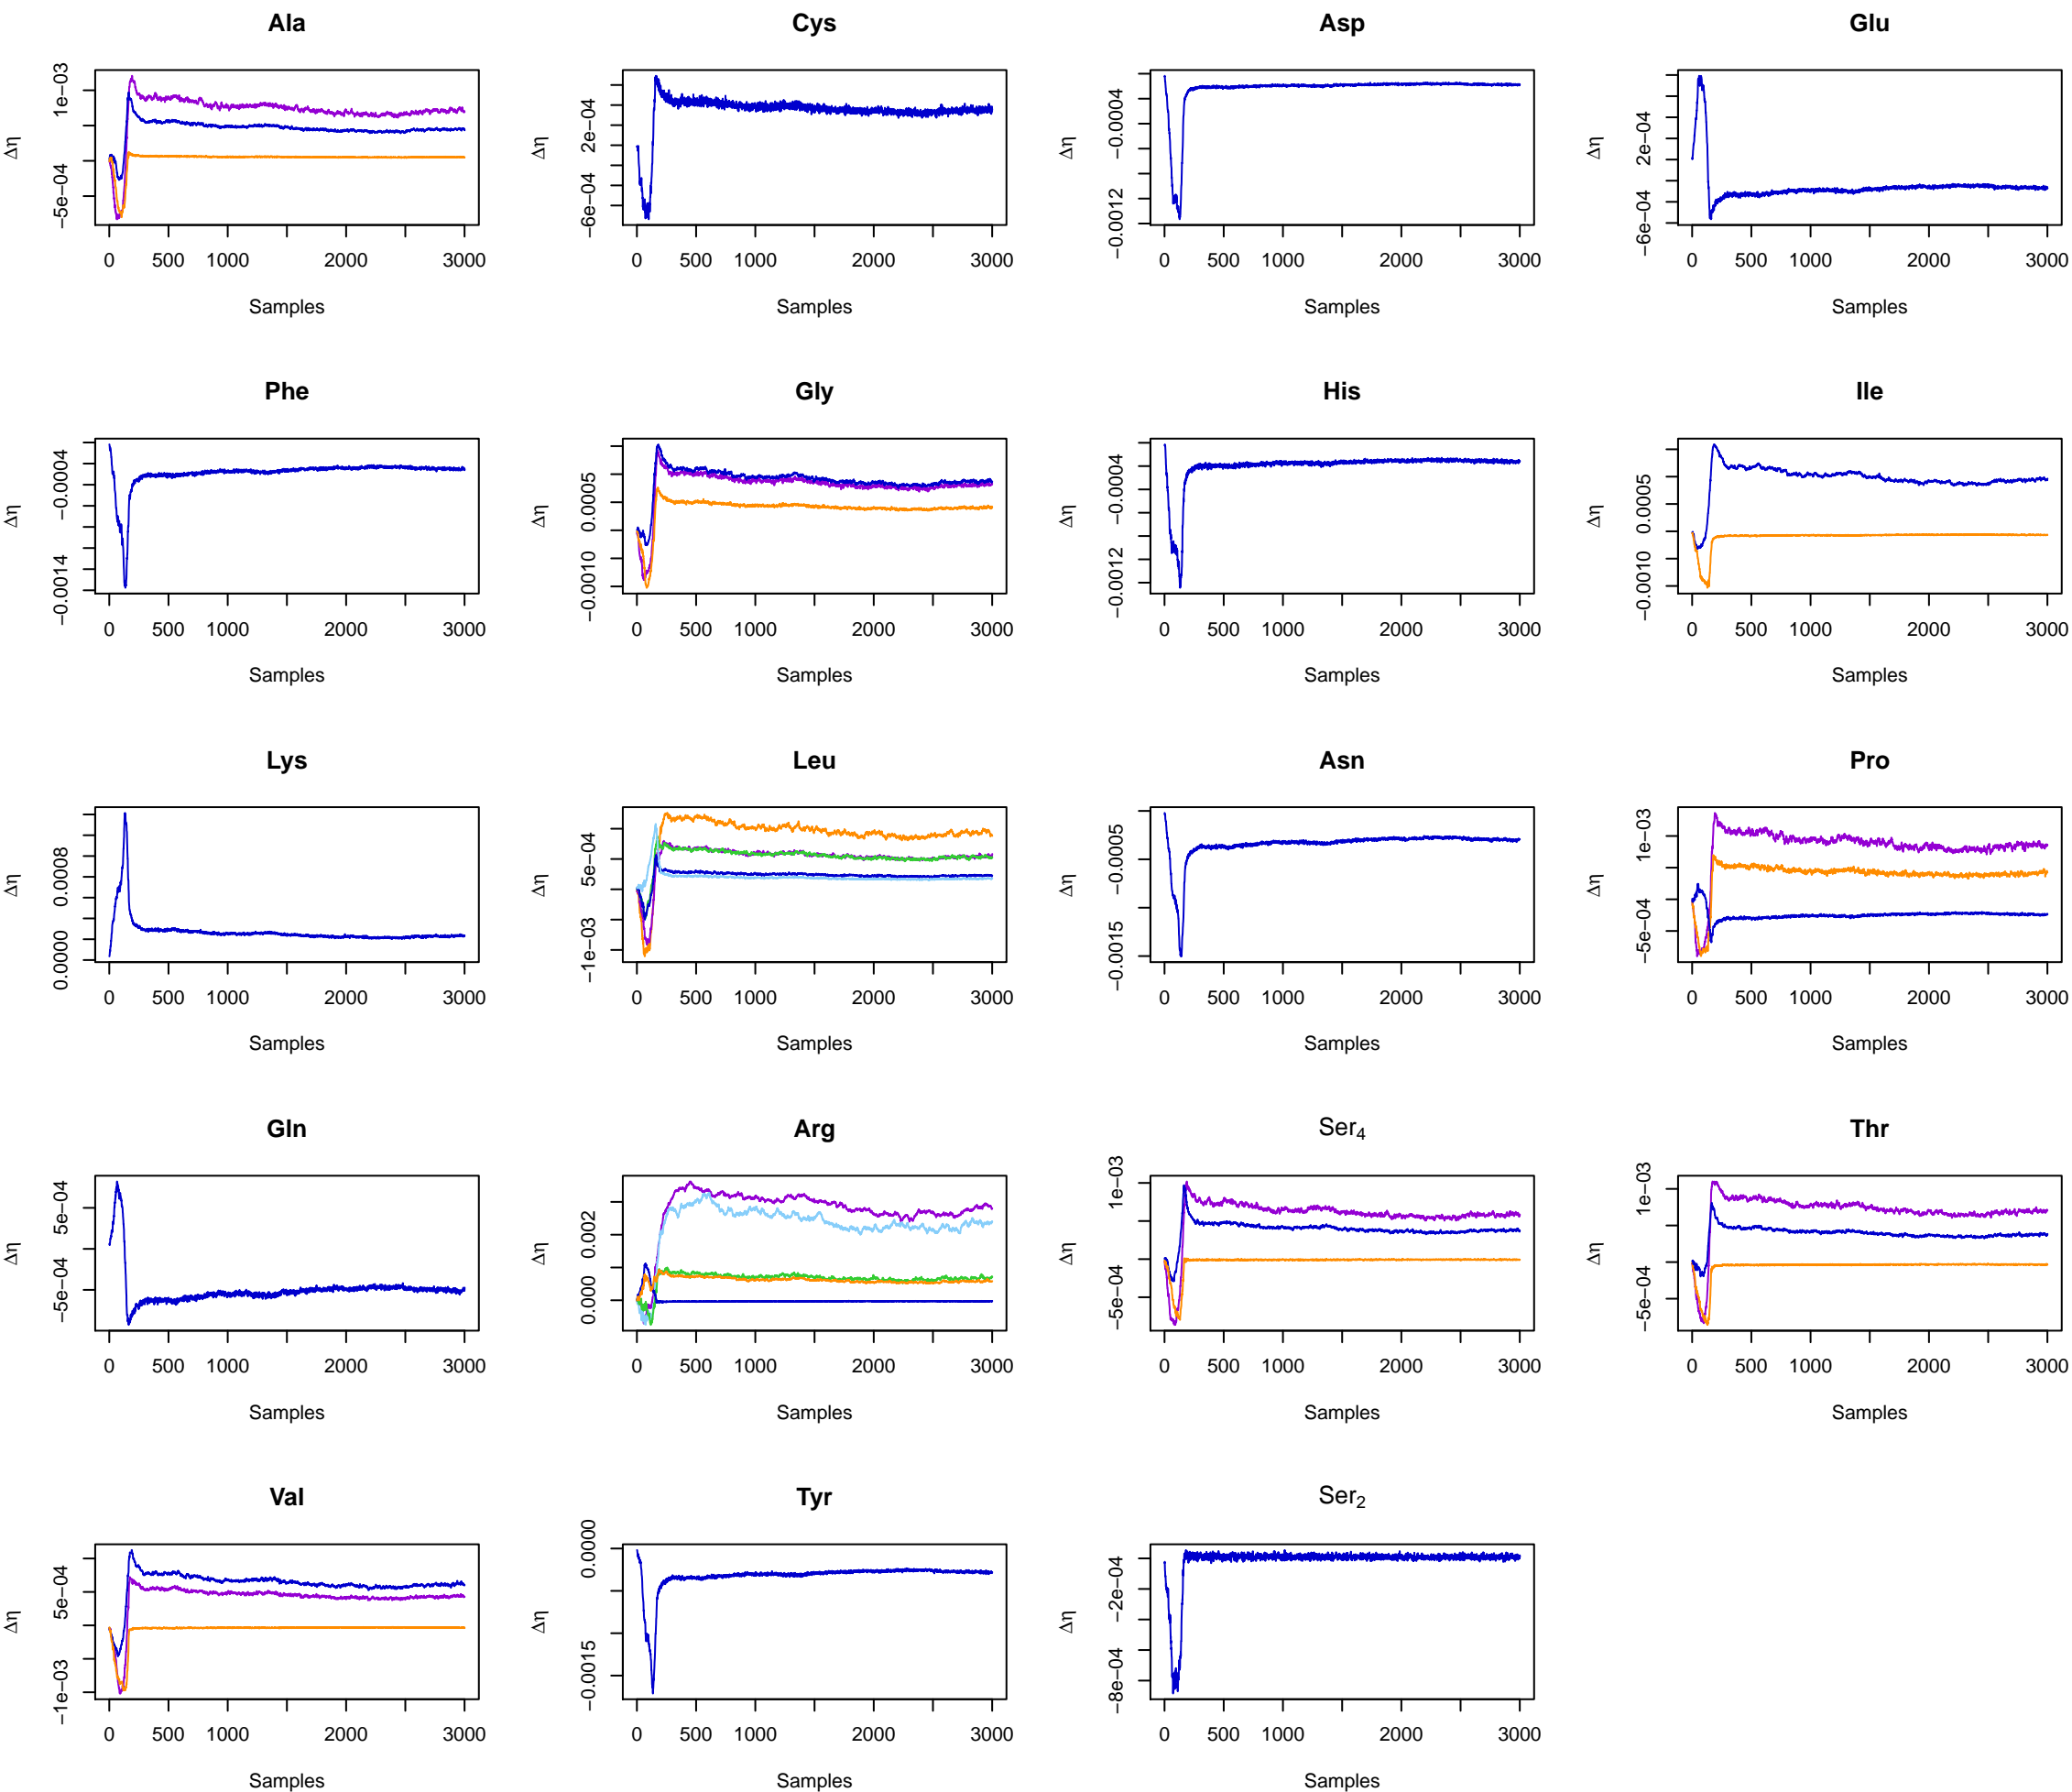 Ala
Δη
1e−03
−5e−04
0 500 1000 2000 3000
Samples
Cys
Δη
2e−04
−6e−04
0 500 1000 2000 3000
Samples
Asp
Δη
−0.0004
−0.0012
0 500 1000 2000 3000
Samples
Glu
Δη
2e−04
−6e−04
0 500 1000 2000 3000
Samples
Phe
Δη
−0.0004
−0.0014
0 500 1000 2000 3000
Samples
Gly
Δη
0.0005
−0.0010
0 500 1000 2000 3000
Samples
His
Δη
−0.0004
−0.0012
0 500 1000 2000 3000
Samples
Ile
Δη
0.0005
−0.0010
0 500 1000 2000 3000
Samples
Lys
Δη
0.0008
0.0000
0 500 1000 2000 3000
Samples
Leu
Δη
5e−04
−1e−03
0 500 1000 2000 3000
Samples
Asn
Δη
−0.0005
−0.0015
0 500 1000 2000 3000
Samples
Pro
Δη
1e−03
−5e−04
0 500 1000 2000 3000
Samples
Gln
Δη
5e−04
−5e−04
0 500 1000 2000 3000
Samples
Arg
Δη
0.002
0.000
0 500 1000 2000 3000
Samples
Ser4
Δη
1e−03
−5e−04
0 500 1000 2000 3000
Samples
Thr
Δη
1e−03
−5e−04
0 500 1000 2000 3000
Samples
Val
Δη
5e−04
−1e−03
0 500 1000 2000 3000
Samples
Tyr
Δη
0.0000
−0.0015
0 500 1000 2000 3000
Samples
Ser2
Δη
−2e−04
−8e−04
0 500 1000 2000 3000
Samples